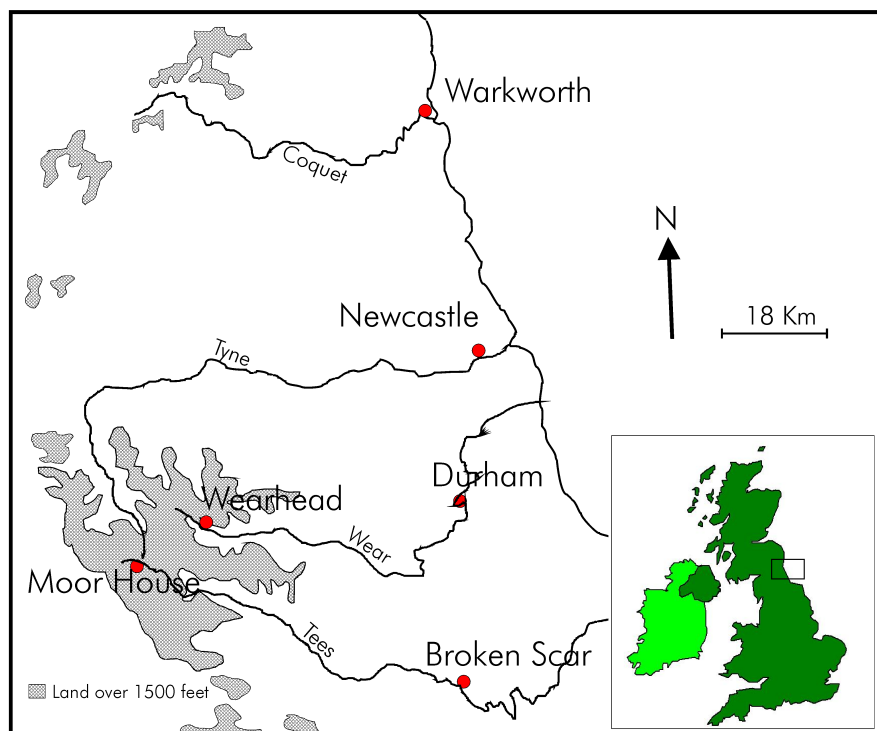 Warkworth
Coquet
N
18 Km
Newcastle
Tyne
Durham
Wearhead
Wear
Moor House
Tees
Broken Scar
Land over 1500 feet